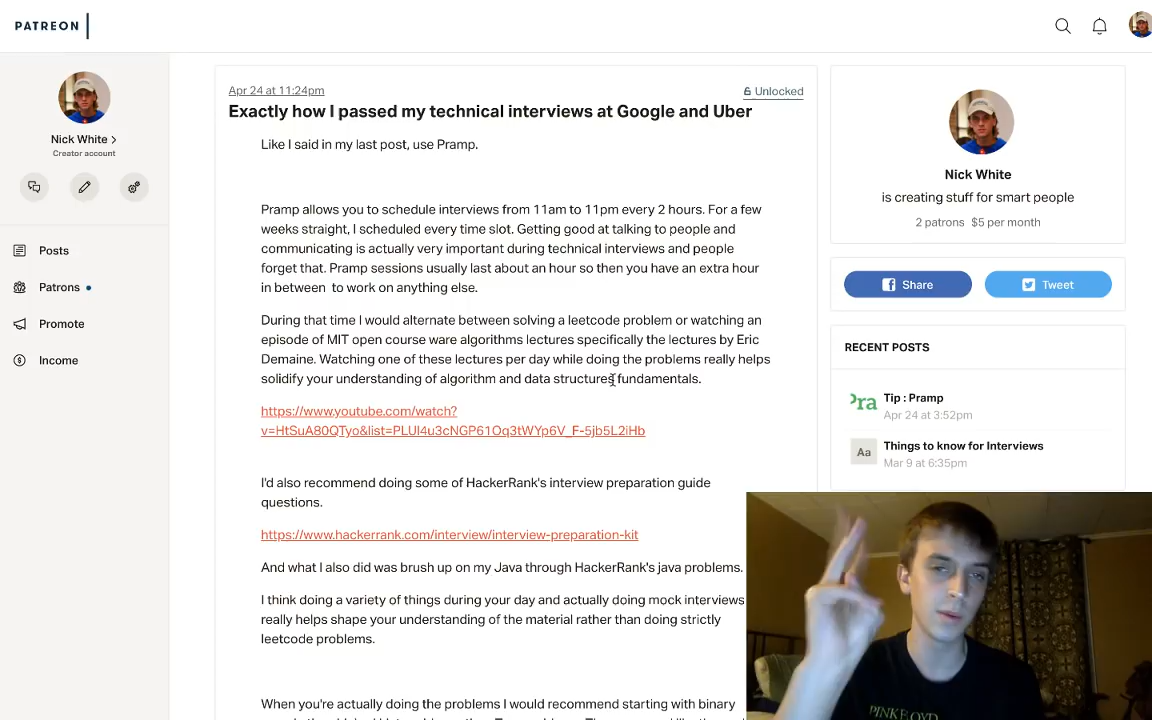 PATREON
Nick White >
Creator account
Posts
Patrons
Promote
Income
Apr 24 at 11:24pm
Unlocked
Exactly how I passed my technical interviews at Google and Uber
Like I said in my last post, use Pramp.
Pramp allows you to schedule interviews from 11am to 11pm every 2 hours. For a few
weeks straight, I scheduled every time slot. Getting good at talking to people and
communicating is actually very important during technical interviews and people
forget that. Pramp sessions usually last about an hour so then you have an extra hour
in between to work on anything else.
During that time I would alternate between solving a leetcode problem or watching an
episode of MIT open course ware algorithms lectures specifically the lectures by Eric
Demaine. Watching one of these lectures per day while doing the problems really helps
solidify your understanding of algorithm and data structures fundamentals.
https://www.youtube.com/watch?
v=HtSuA80QTyo&list=PLUl4u3cNGP61Oq3tWYp6V_F-5jb5L2iHb
I'd also recommend doing some of HackerRank's interview preparation guide
questions.
https://www.hackerrank.com/interview/interview-preparation-kit
And what I also did was brush up on my Java through HackerRank's java problems.
I think doing a variety of things during your day and actually doing mock interviews
really helps shape your understanding of the material rather than doing strictly
leetcode problems.
When you're actually doing the problems I would recommend starting with binary
Nick White
is creating stuff for smart people
2 patrons $5 per month
Share
Tweet
RECENT POSTS
Pra
Tip : Pramp
Apr 24 at 3:52pm
Aa
Things to know for Interviews
Mar 9 at 6:35pm
PINK FLOYD